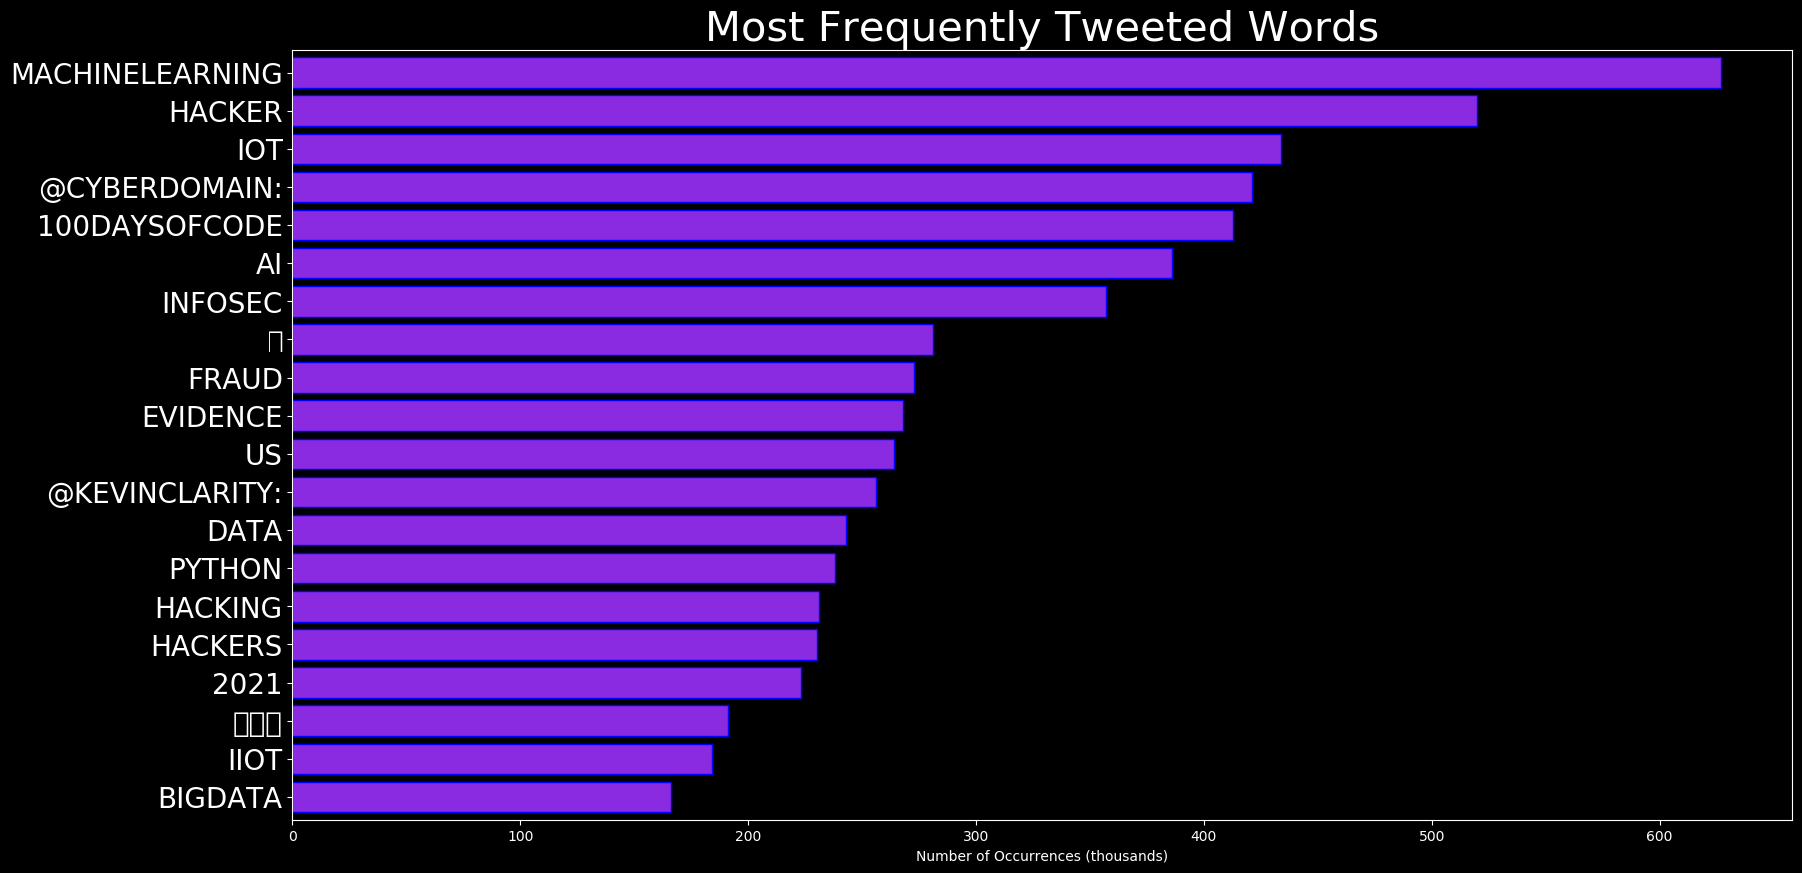 Most Frequently Tweeted Words
MACHINELEARNING
HACKER
IOT
@CYBERDOMAIN:
100DAYSOFCODE
AI
INFOSEC
FRAUD
EVIDENCE
US
@KEVINCLARITY:
DATA
PYTHON
HACKING
HACKERS
2021
IIOT
BIGDATA
0 100 200 300 400 500 600
Number of Occurrences (thousands)